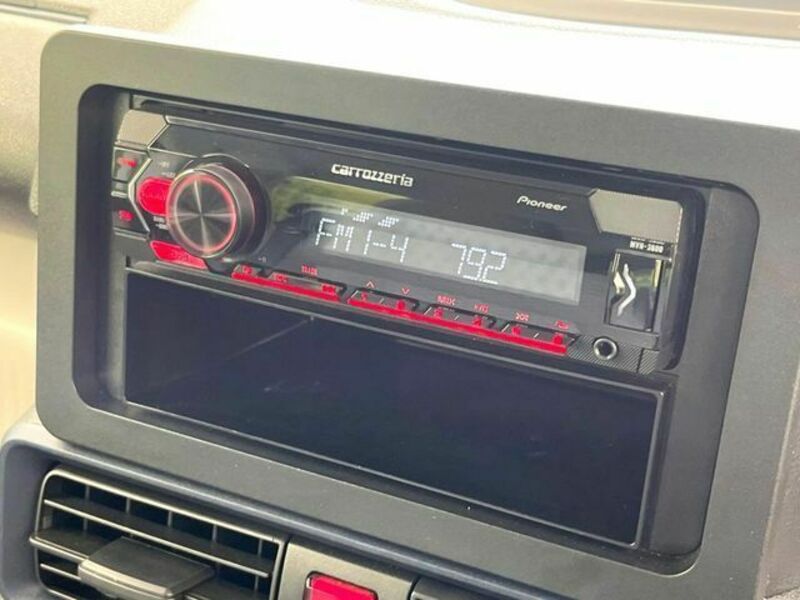 carrozzeria
Pioneer
MVH-3600
FM1-4 792
MIX